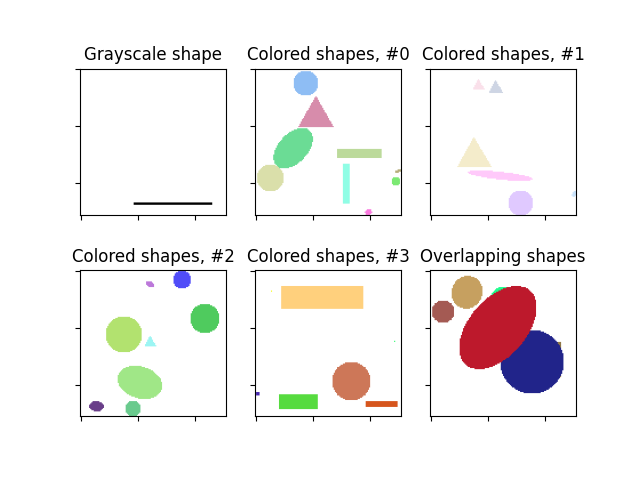 Grayscale shape
Colored shapes, #0
Colored shapes, #1
Colored shapes, #2
Colored shapes, #3
Overlapping shapes